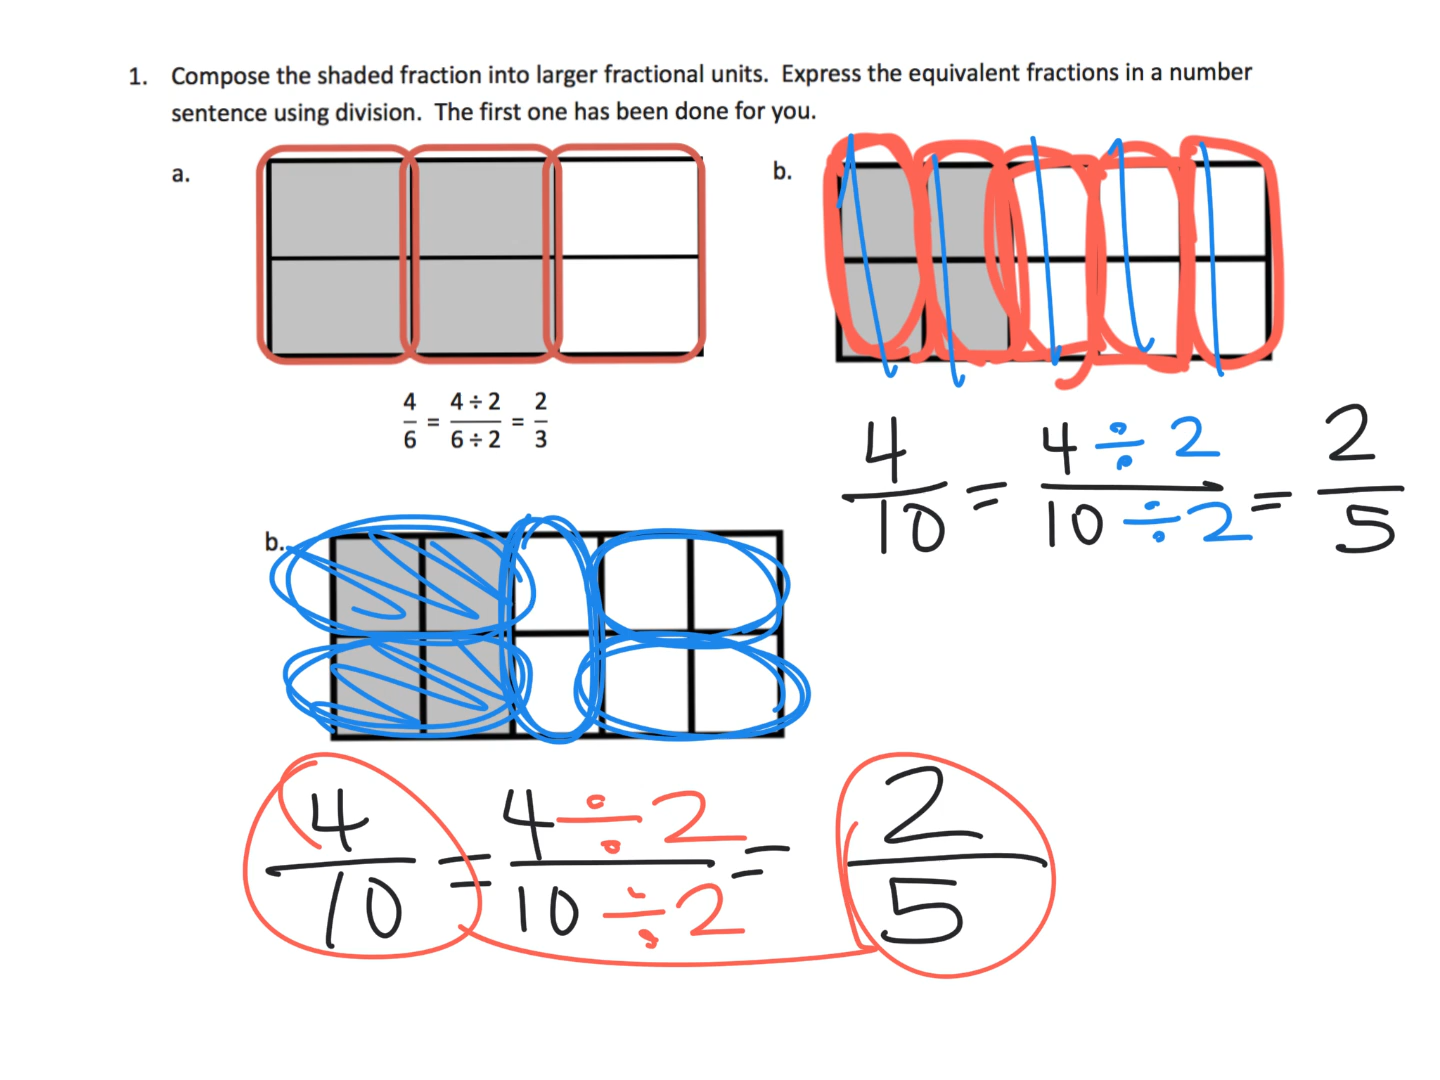 1. Compose the shaded fraction into larger fractional units. Express the equivalent fractions in a number
sentence using division. The first one has been done for you.
a.
b.
4/6 = 4 ÷ 2/6 ÷ 2 = 2/3
4/10 = 4 ÷ 2/10 ÷ 2 = 2/5
b.
4/10 = 4 ÷ 2/10 ÷ 2 = 2/5